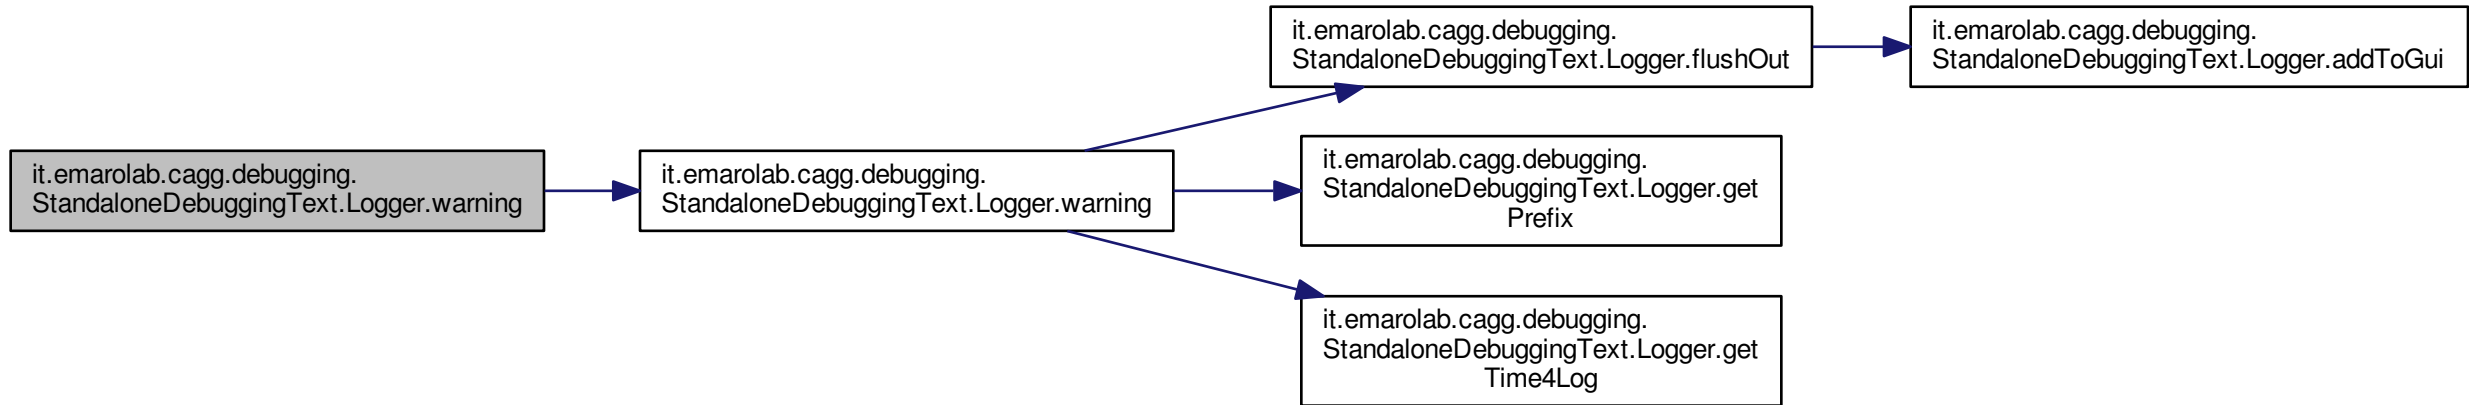 it.emarolab.cagg.debugging.
StandaloneDebuggingText.Logger.warning
it.emarolab.cagg.debugging.
StandaloneDebuggingText.Logger.warning
it.emarolab.cagg.debugging.
StandaloneDebuggingText.Logger.flushOut
it.emarolab.cagg.debugging.
StandaloneDebuggingText.Logger.addToGui
it.emarolab.cagg.debugging.
StandaloneDebuggingText.Logger.get
Prefix
it.emarolab.cagg.debugging.
StandaloneDebuggingText.Logger.get
Time4Log